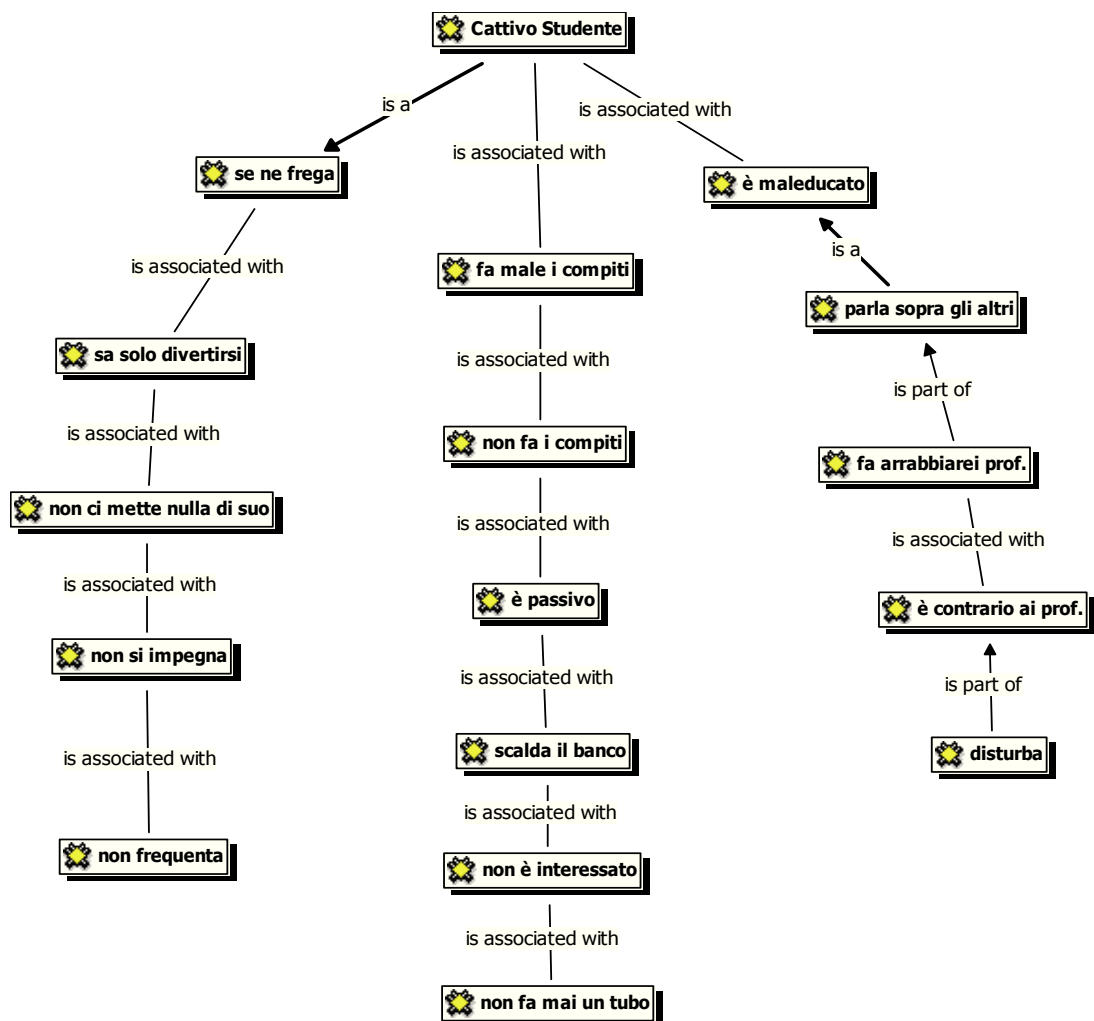 Cattivo Studente
is a
is associated with
is associated with
se ne frega
è maleducato
is associated with
fa male i compiti
is a
parla sopra gli altri
sa solo divertirsi
is associated with
is part of
is associated with
non fa i compiti
fa arrabbiarei prof.
non ci mette nulla di suo
is associated with
is associated with
is associated with
è passivo
è contrario ai prof.
non si impegna
is associated with
is part of
is associated with
scalda il banco
disturba
is associated with
non frequenta
non è interessato
is associated with
non fa mai un tubo